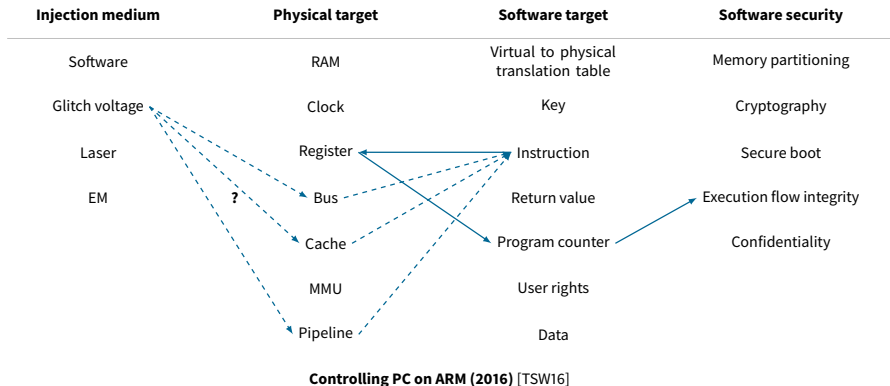 Injection medium Physical target Software target Software security
Software RAM Virtual to physical
translation table Memory partitioning
Glitch voltage Clock Key Cryptography
Laser Register Instruction Secure boot
EM ? Bus Return value Execution flow integrity
Cache Program counter Confidentiality
MMU User rights
Pipeline Data
Controlling PC on ARM (2016) [TSW16]